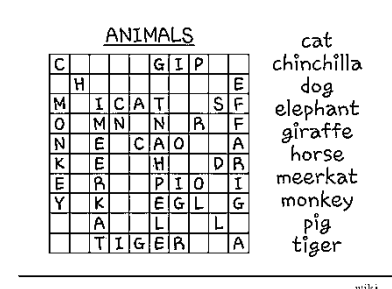 ANIMALS
C G I P
H E
M I C A T S F
O M N N R F
N E C A O A
K E H D R
E R P I O I
Y K E G L G
A L L
T I G E R A
cat
chinchilla
dog
elephant
giraffe
horse
meerkat
monkey
pig
tiger